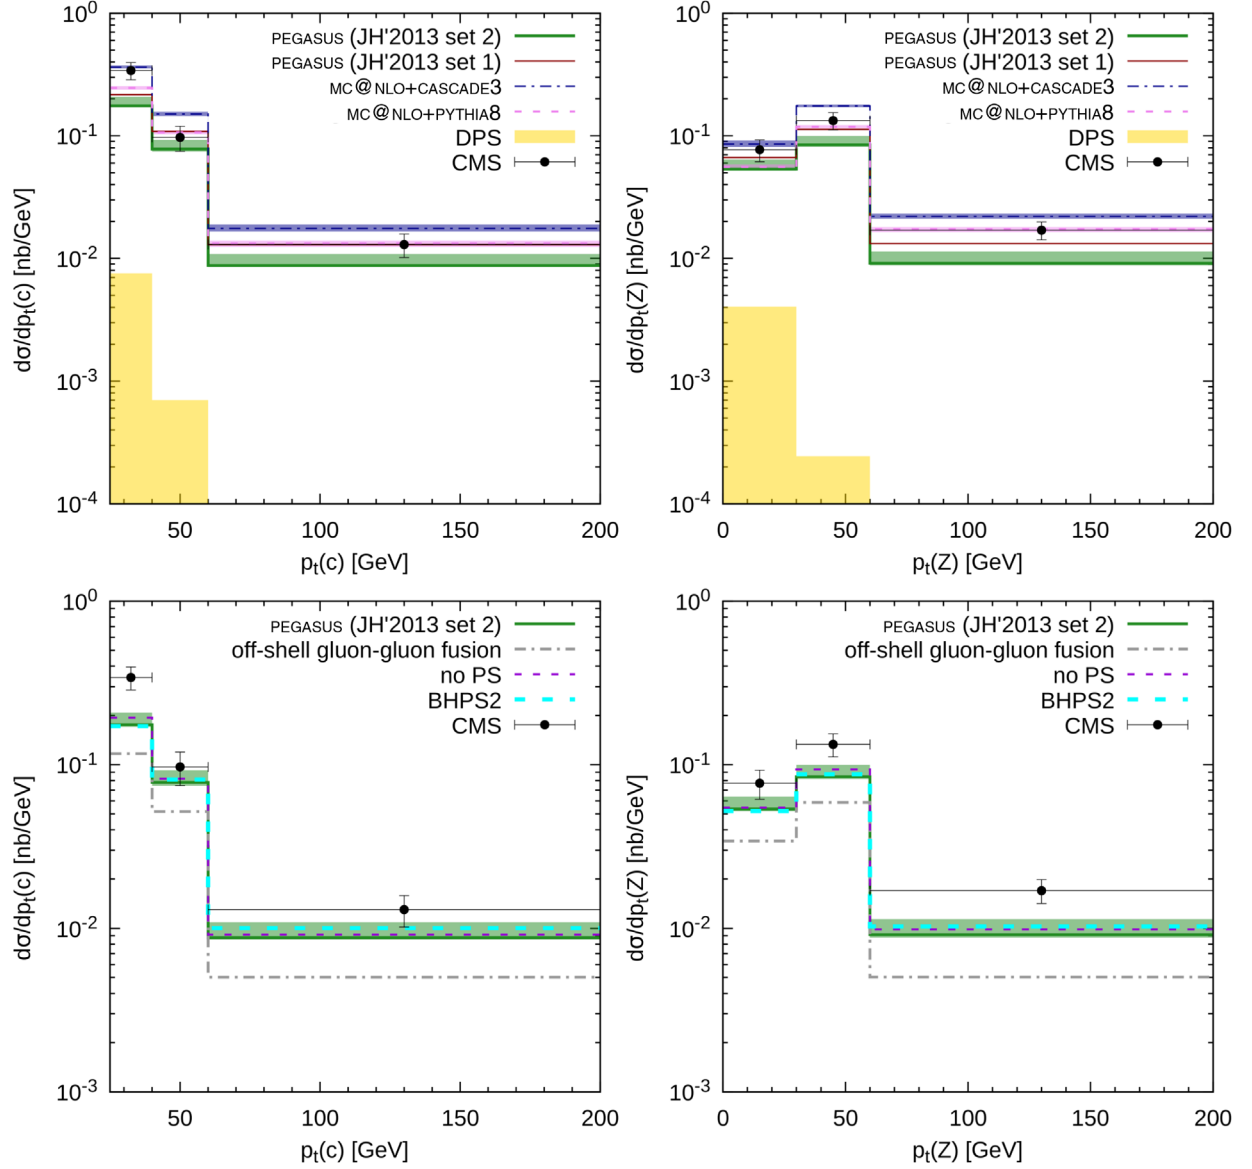 10^0
10^-1
10^-2
10^-3
10^-4
dσ/dp_t(c) [nb/GeV]
PEGASUS (JH'2013 set 2)
PEGASUS (JH'2013 set 1)
MC@NLO+CASCADE3
MC@NLO+PYTHIA8
DPS
CMS
50 100 150 200
p_t(c) [GeV]
10^0
10^-1
10^-2
10^-3
10^-4
dσ/dp_t(Z) [nb/GeV]
PEGASUS (JH'2013 set 2)
PEGASUS (JH'2013 set 1)
MC@NLO+CASCADE3
MC@NLO+PYTHIA8
DPS
CMS
0 50 100 150 200
p_t(Z) [GeV]
10^0
10^-1
10^-2
10^-3
dσ/dp_t(c) [nb/GeV]
PEGASUS (JH'2013 set 2)
off-shell gluon-gluon fusion
no PS
BHPS2
CMS
50 100 150 200
p_t(c) [GeV]
10^0
10^-1
10^-2
10^-3
dσ/dp_t(Z) [nb/GeV]
PEGASUS (JH'2013 set 2)
off-shell gluon-gluon fusion
no PS
BHPS2
CMS
0 50 100 150 200
p_t(Z) [GeV]